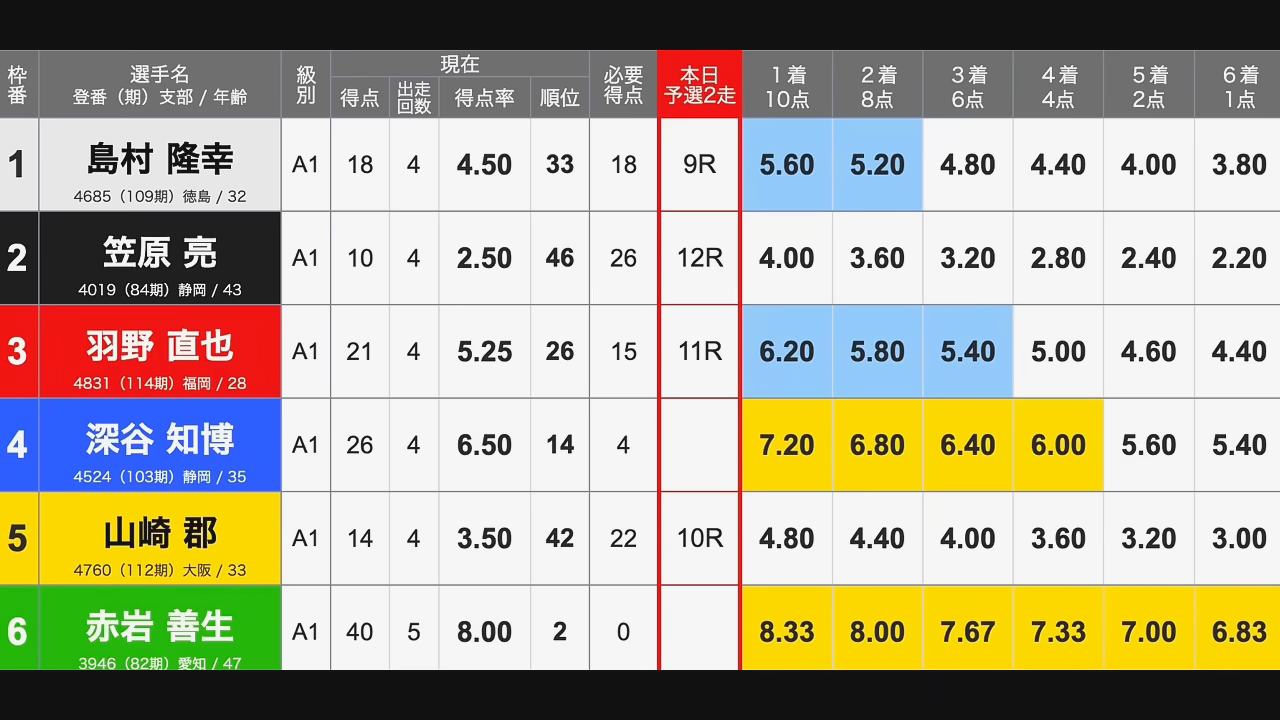 枠番 選手名 登番（期）支部 / 年齢 級別 現在 得点 出走回数 得点率 順位 必要得点 本日予選2走 1着10点 2着8点 3着6点 4着4点 5着2点 6着1点
1 島村 隆幸 A1 18 4 4.50 33 18 9R 5.60 5.20 4.80 4.40 4.00 3.80
4685（109期）徳島 / 32
2 笠原 亮 A1 10 4 2.50 46 26 12R 4.00 3.60 3.20 2.80 2.40 2.20
4019（84期）静岡 / 43
3 羽野 直也 A1 21 4 5.25 26 15 11R 6.20 5.80 5.40 5.00 4.60 4.40
4831（114期）福岡 / 28
4 深谷 知博 A1 26 4 6.50 14 4 7.20 6.80 6.40 6.00 5.60 5.40
4524（103期）静岡 / 35
5 山崎 郡 A1 14 4 3.50 42 22 10R 4.80 4.40 4.00 3.60 3.20 3.00
4760（112期）大阪 / 33
6 赤岩 善生 A1 40 5 8.00 2 0 8.33 8.00 7.67 7.33 7.00 6.83
3946（82期）愛知 / 47